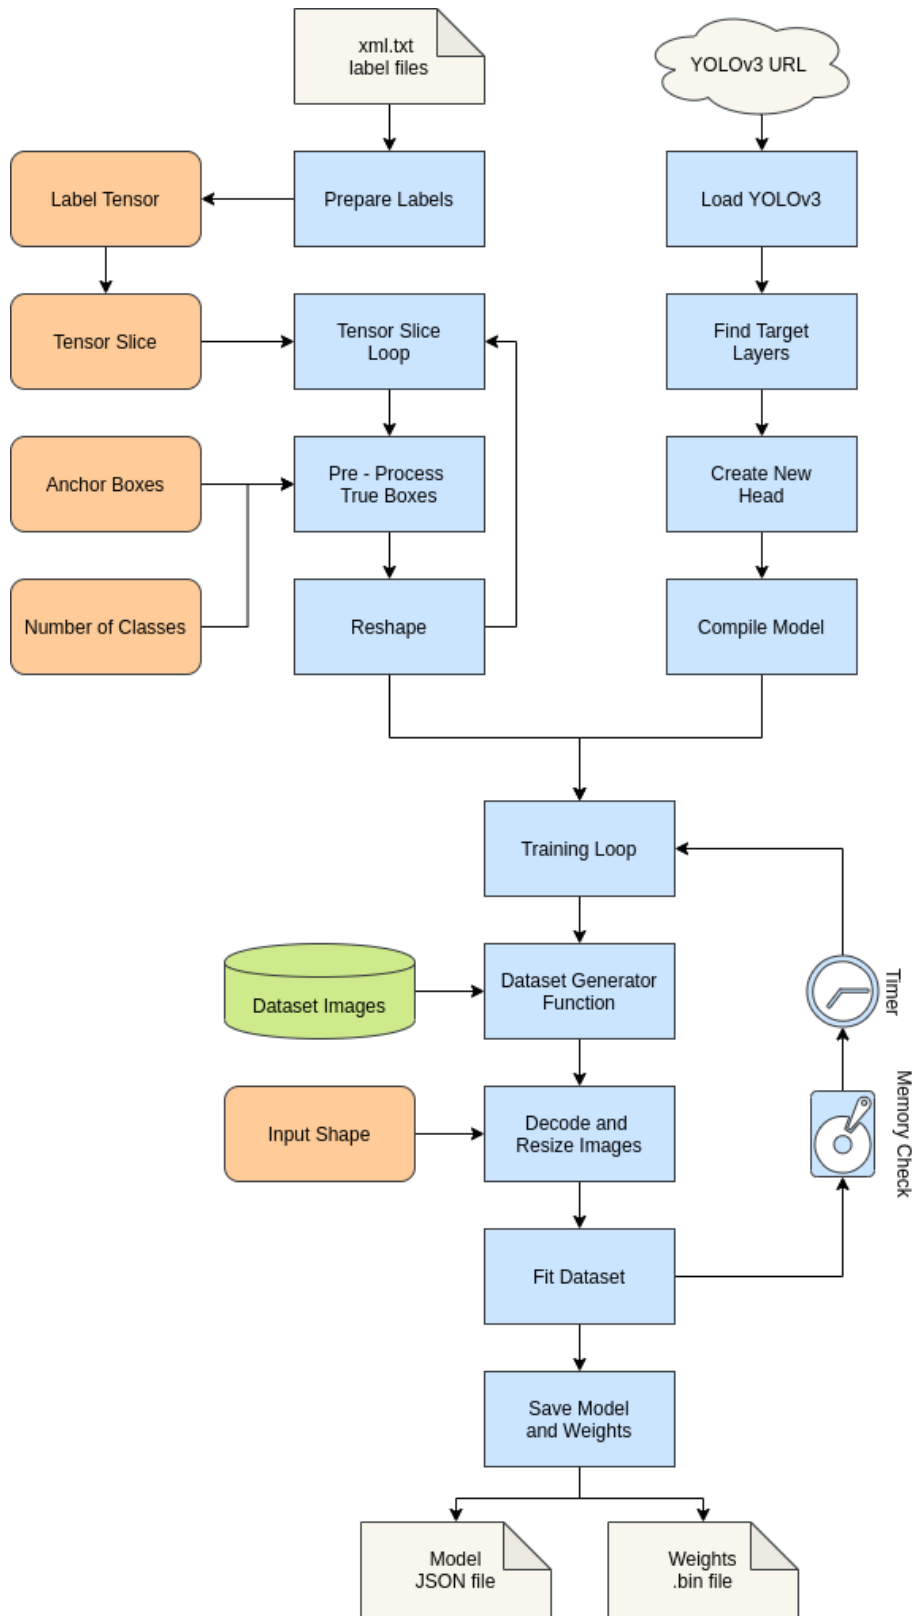 xml.txt
label files
YOLOv3 URL
Label Tensor
Prepare Labels
Load YOLOv3
Tensor Slice
Tensor Slice
Loop
Find Target
Layers
Anchor Boxes
Pre - Process
True Boxes
Create New
Head
Number of Classes
Reshape
Compile Model
Training Loop
Dataset Images
Dataset Generator
Function
Timer
Input Shape
Decode and
Resize Images
Memory Check
Fit Dataset
Save Model
and Weights
Model
JSON file
Weights
.bin file